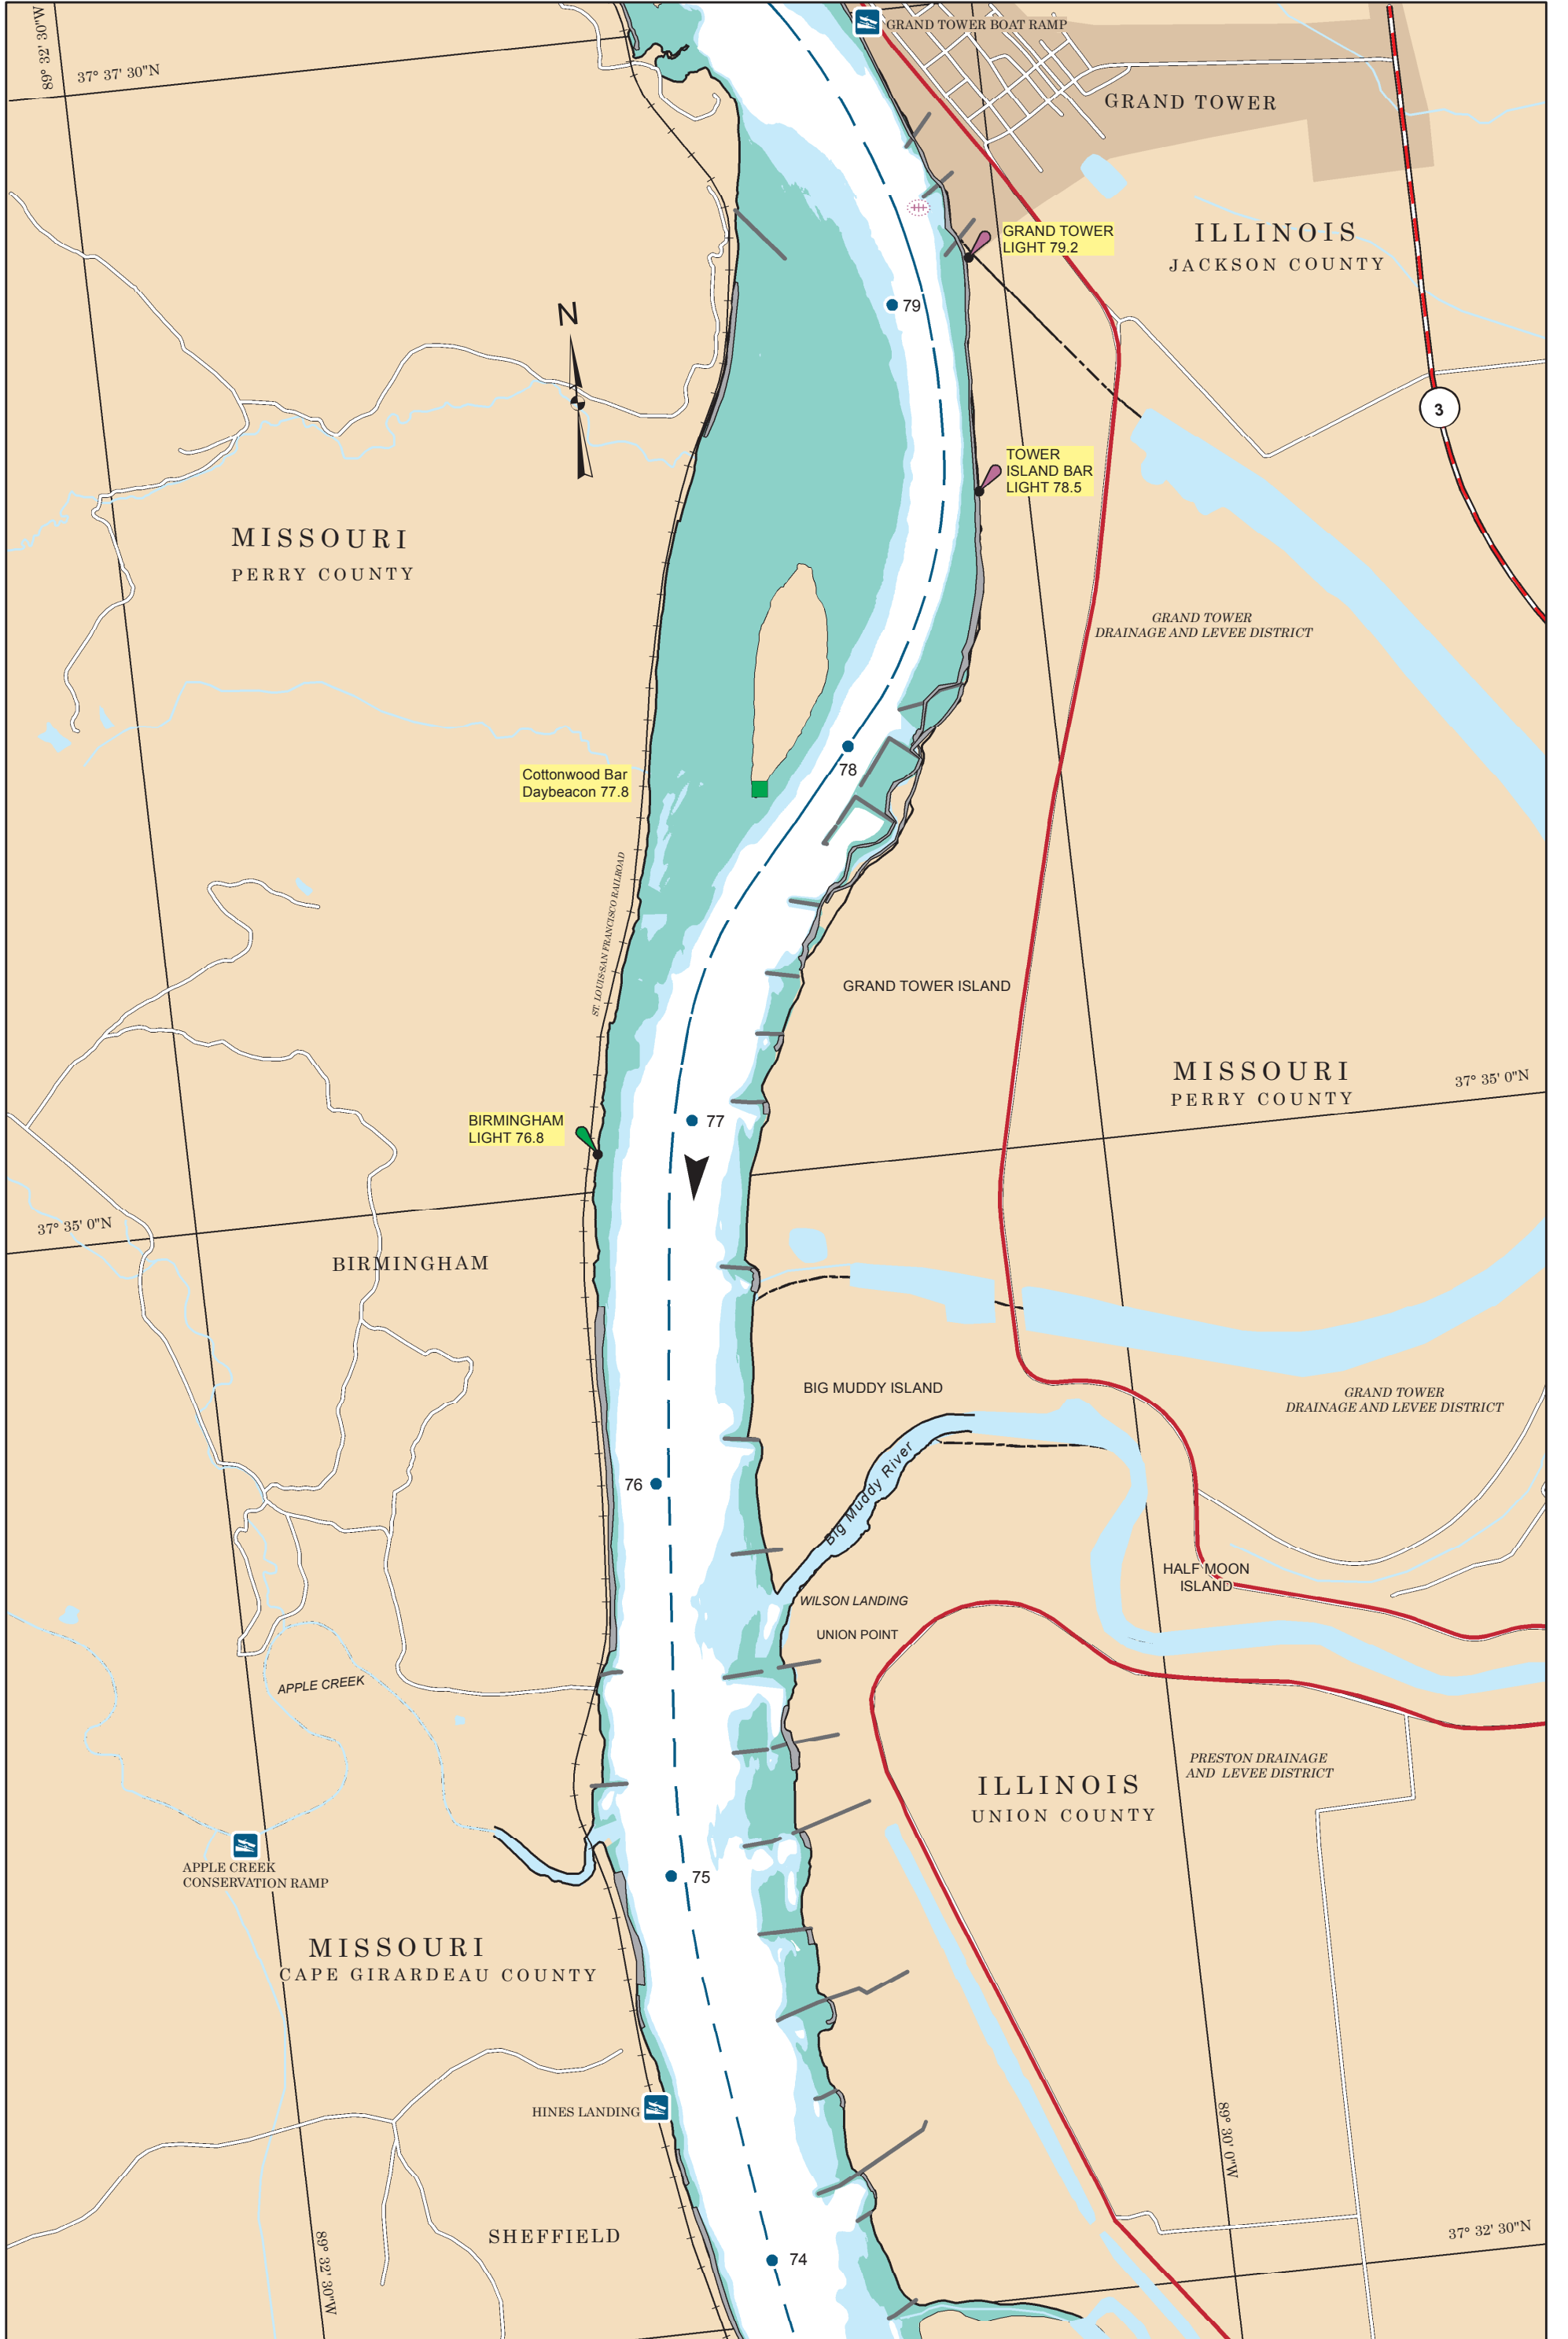 GRAND TOWER BOAT RAMP
89° 32' 30"W
37° 37' 30"N
GRAND TOWER
GRAND TOWER
LIGHT 79.2
ILLINOIS
JACKSON COUNTY
79
N
3
TOWER
ISLAND BAR
LIGHT 78.5
MISSOURI
PERRY COUNTY
GRAND TOWER
DRAINAGE AND LEVEE DISTRICT
78
Cottonwood Bar
Daybeacon 77.8
ST. LOUIS SAN FRANCISCO RAILROAD
GRAND TOWER ISLAND
MISSOURI
PERRY COUNTY
37° 35' 0"N
BIRMINGHAM
LIGHT 76.8
77
37° 35' 0"N
BIRMINGHAM
BIG MUDDY ISLAND
GRAND TOWER
DRAINAGE AND LEVEE DISTRICT
Big Muddy River
76
HALF MOON
ISLAND
WILSON LANDING
UNION POINT
APPLE CREEK
PRESTON DRAINAGE
AND LEVEE DISTRICT
ILLINOIS
UNION COUNTY
APPLE CREEK
CONSERVATION RAMP
75
MISSOURI
CAPE GIRARDEAU COUNTY
HINES LANDING
89° 30' 0"W
SHEFFIELD
37° 32' 30"N
89° 32' 30"W
74